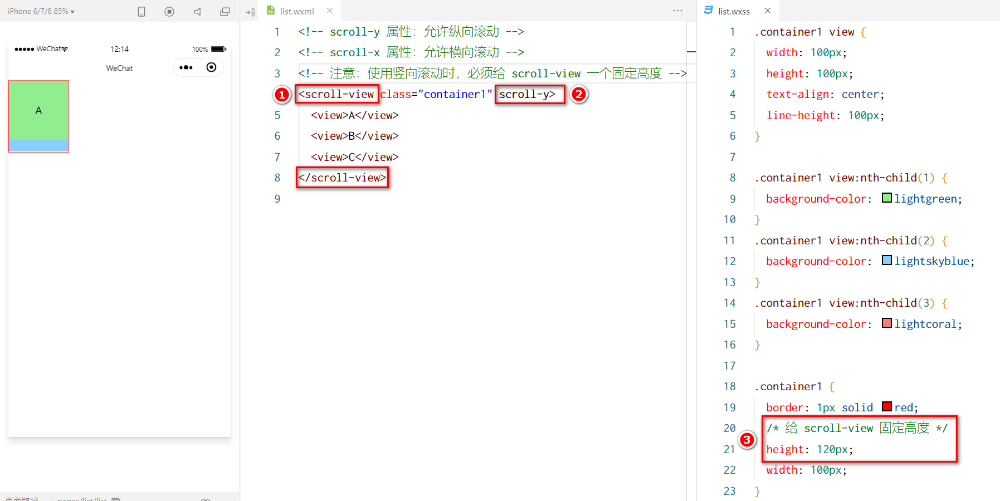 iPhone 6/7/8 85%
WeChat
12:14
100%
WeChat
A
pages/list/list
list.wxml
1 <!-- scroll-y 属性：允许纵向滚动 -->
2 <!-- scroll-x 属性：允许横向滚动 -->
3 <!-- 注意：使用竖向滚动时，必须给 scroll-view 一个固定高度 -->
1 <scroll-view class="container1" scroll-y> 2
5 <view>A</view>
6 <view>B</view>
7 <view>C</view>
8 </scroll-view>
9
list.wxss
1 .container1 view {
2 width: 100px;
3 height: 100px;
4 text-align: center;
5 line-height: 100px;
6 }
7
8 .container1 view:nth-child(1) {
9 background-color: lightgreen;
10 }
11 .container1 view:nth-child(2) {
12 background-color: lightskyblue;
13 }
14 .container1 view:nth-child(3) {
15 background-color: lightcoral;
16 }
17
18 .container1 {
19 border: 1px solid red;
20 /* 给 scroll-view 固定高度 */
3
21 height: 120px;
22 width: 100px;
23 }